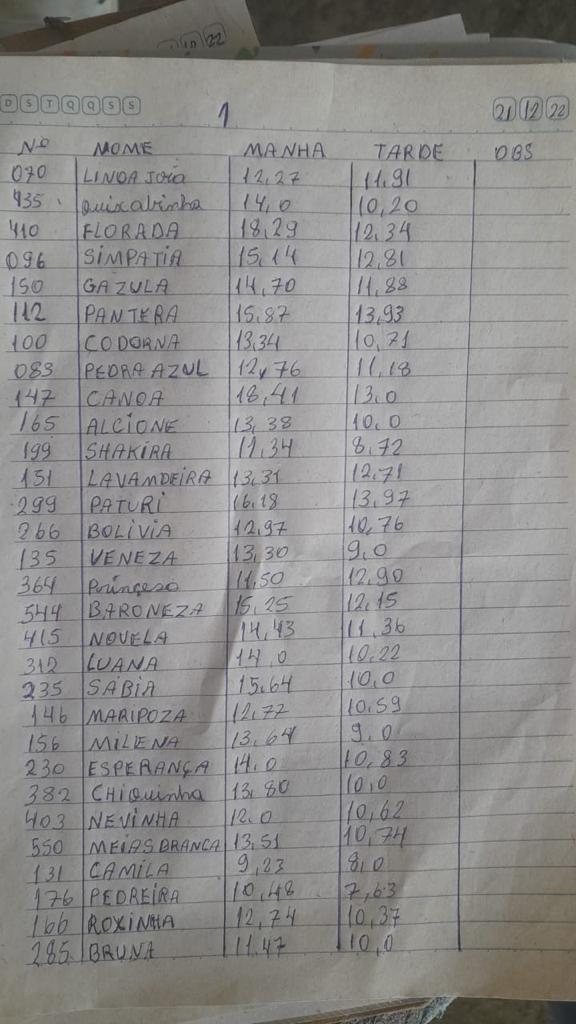 D S T Q Q S S
1
21 12 22
Nº NOME MANHA TARDE OBS
070 LINDA Joia 12,27 11,91
435 quixabinha 14,0 10,20
410 FLORADA 18,29 12,34
096 SIMPATIA 15,14 12,81
150 GAZULA 14,70 11,88
112 PANTERA 15,87 13,93
100 CODORNA 13,34 10,71
083 PEDRA AZUL 12,76 11,18
147 CANOA 18,41 13,0
165 ALCIONE 13,38 10,0
199 SHAKIRA 11,34 8,72
151 LAVAMDEIRA 13,31 12,71
299 PATURI 16,18 13,97
266 BOLIVIA 12,97 10,76
135 VENEZA 13,30 9,0
364 Prinçesa 11,50 12,90
544 BARONEZA 15,25 12,15
415 NOVELA 14,43 11,36
312 LUANA 14,0 10,22
235 SABIA 15,64 10,0
146 MARIPOZA 12,72 10,59
156 MILENA 13,64 9,0
230 ESPERANÇA 14,0 10,83
382 CHiquinha 13,80 10,0
403 NEVINHA 12,0 10,62
550 MEIAS BRANCA 13,51 10,74
131 CAMILA 9,23 8,0
176 PEDREIRA 10,48 7,63
166 ROXINHA 12,74 10,37
285 BRUNA 11,47 10,0